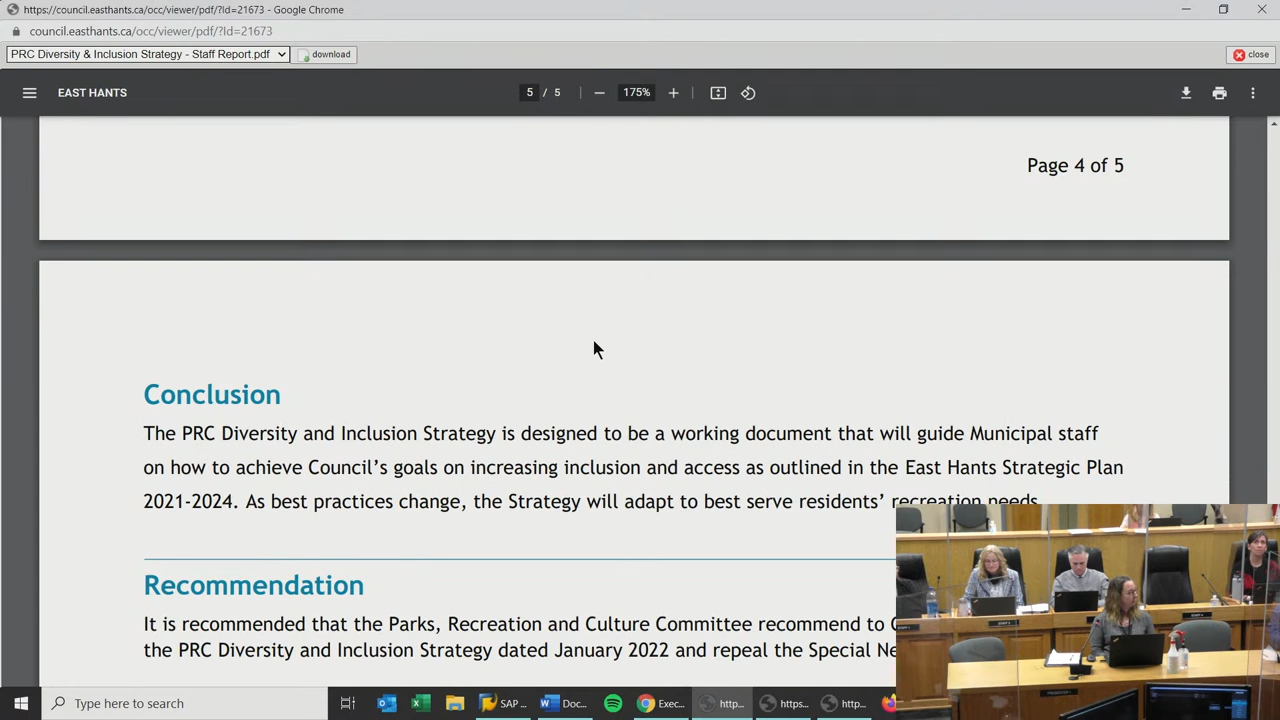 https://council.easthants.ca/occ/viewer/pdf/?Id=21673 - Google Chrome
council.easthants.ca/occ/viewer/pdf/?Id=21673
PRC Diversity & Inclusion Strategy - Staff Report.pdf download close
EAST HANTS 5 / 5 175%
Page 4 of 5
Conclusion
The PRC Diversity and Inclusion Strategy is designed to be a working document that will guide Municipal staff
on how to achieve Council’s goals on increasing inclusion and access as outlined in the East Hants Strategic Plan
2021-2024. As best practices change, the Strategy will adapt to best serve residents’ recreation needs.
Recommendation
It is recommended that the Parks, Recreation and Culture Committee recommend to
the PRC Diversity and Inclusion Strategy dated January 2022 and repeal the Special
Type here to search SAP ... Doc... Exec... http... https... http...